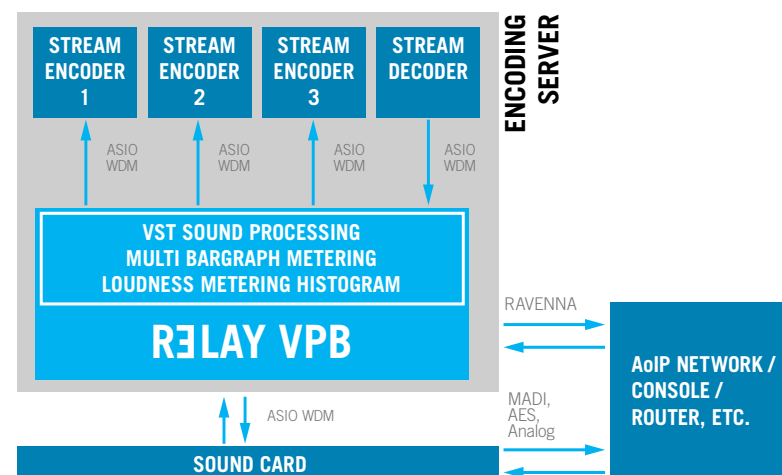 STREAM
ENCODER
1
STREAM
ENCODER
2
STREAM
ENCODER
3
STREAM
DECODER
ENCODING
SERVER
ASIO
WDM
ASIO
WDM
ASIO
WDM
ASIO
WDM
VST SOUND PROCESSING
MULTI BARGRAPH METERING
LOUDNESS METERING HISTOGRAM
RƎLAY VPB
RAVENNA
AoIP NETWORK /
CONSOLE /
ROUTER, ETC.
MADI,
AES,
Analog
ASIO WDM
SOUND CARD